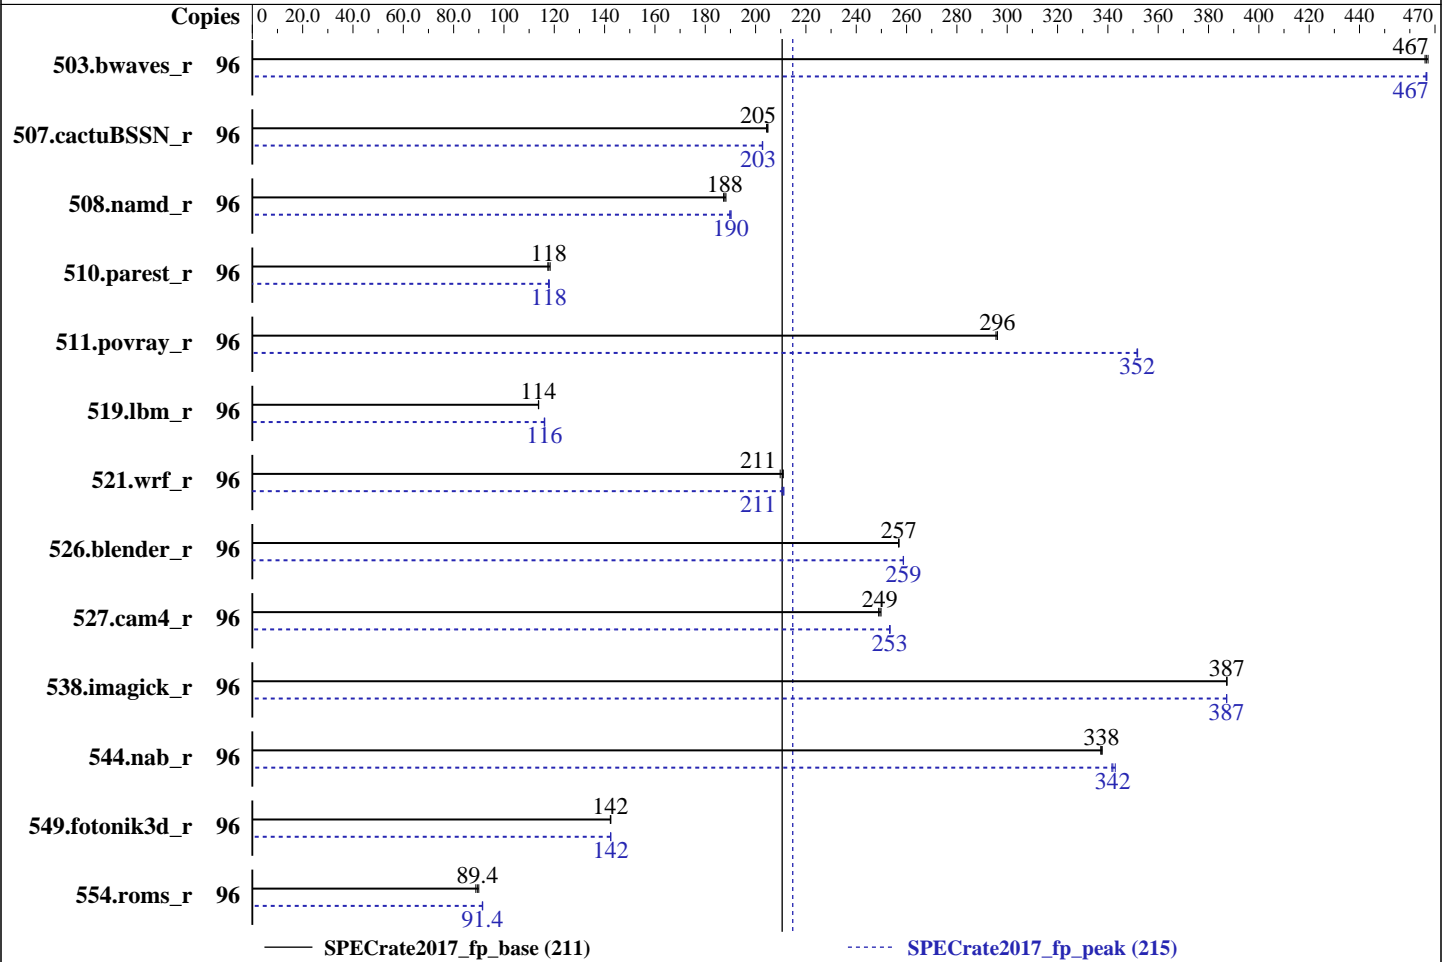 Copies 0 20.0 40.0 60.0 80.0 100 120 140 160 180 200 220 240 260 280 300 320 340 360 380 400 420 440 470
467
503.bwaves_r 96
467
205
507.cactuBSSN_r 96
203
188
508.namd_r 96
190
118
510.parest_r 96
118
296
511.povray_r 96
352
114
519.lbm_r 96
116
211
521.wrf_r 96
211
257
526.blender_r 96
259
249
527.cam4_r 96
253
387
538.imagick_r 96
387
338
544.nab_r 96
342
142
549.fotonik3d_r 96
142
89.4
554.roms_r 96
91.4
SPECrate2017_fp_base (211) SPECrate2017_fp_peak (215)